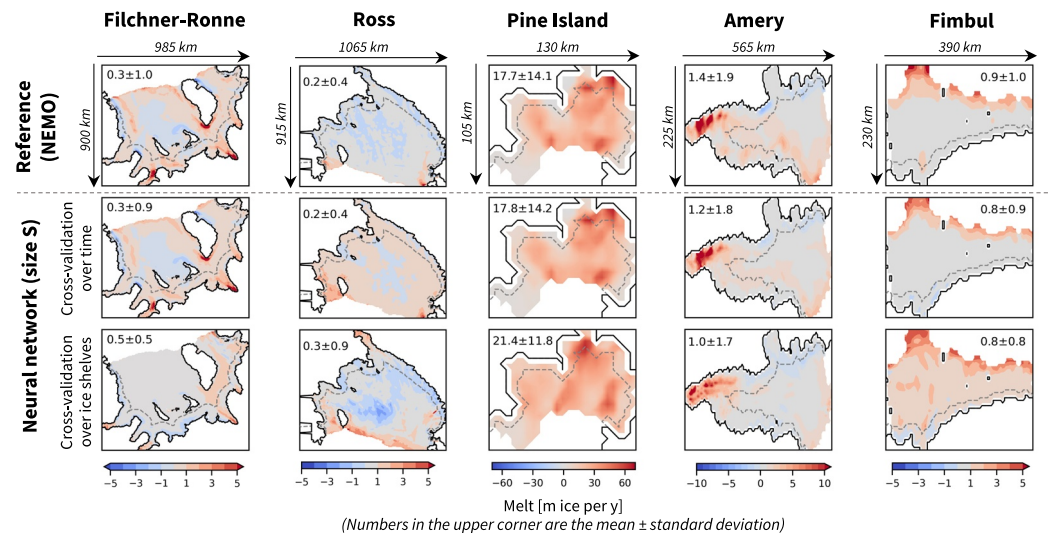 Filchner-Ronne Ross Pine Island Amery Fimbul
985 km 1065 km 130 km 565 km 390 km
Reference
(NEMO)
900 km 915 km 105 km 225 km 230 km
0.3±1.0 0.2±0.4 17.7±14.1 1.4±1.9 0.9±1.0
Neural network (size S)
Cross-validation
over time
0.3±0.9 0.2±0.4 17.8±14.2 1.2±1.8 0.8±0.9
Cross-validation
over ice shelves
0.5±0.5 0.3±0.9 21.4±11.8 1.0±1.7 0.8±0.8
−5 −3 −1 1 3 5 −5 −3 −1 1 3 5 −60 −30 0 30 60 −10 −5 0 5 10 −5 −3 −1 1 3 5
Melt [m ice per y]
(Numbers in the upper corner are the mean ± standard deviation)